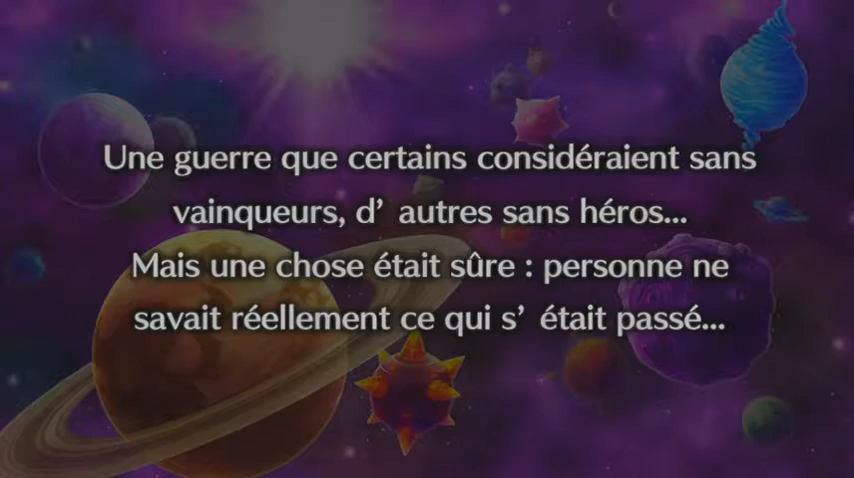 Une guerre que certains considéraient sans
vainqueurs, d’ autres sans héros...
Mais une chose était sûre : personne ne
savait réellement ce qui s’ était passé...